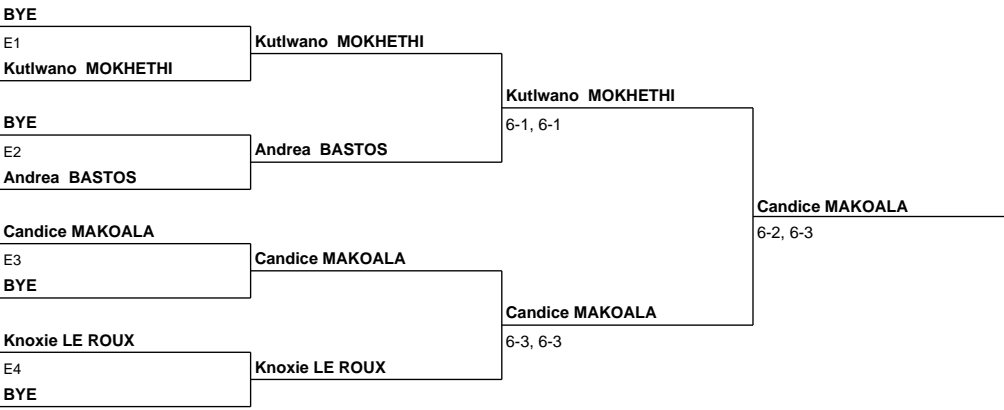 BYE
E1
Kutlwano MOKHETHI
Kutlwano MOKHETHI
BYE
E2
Andrea BASTOS
Andrea BASTOS
Kutlwano MOKHETHI
6-1, 6-1
Candice MAKOALA
E3
BYE
Candice MAKOALA
Knoxie LE ROUX
E4
BYE
Knoxie LE ROUX
Candice MAKOALA
6-3, 6-3
Candice MAKOALA
6-2, 6-3